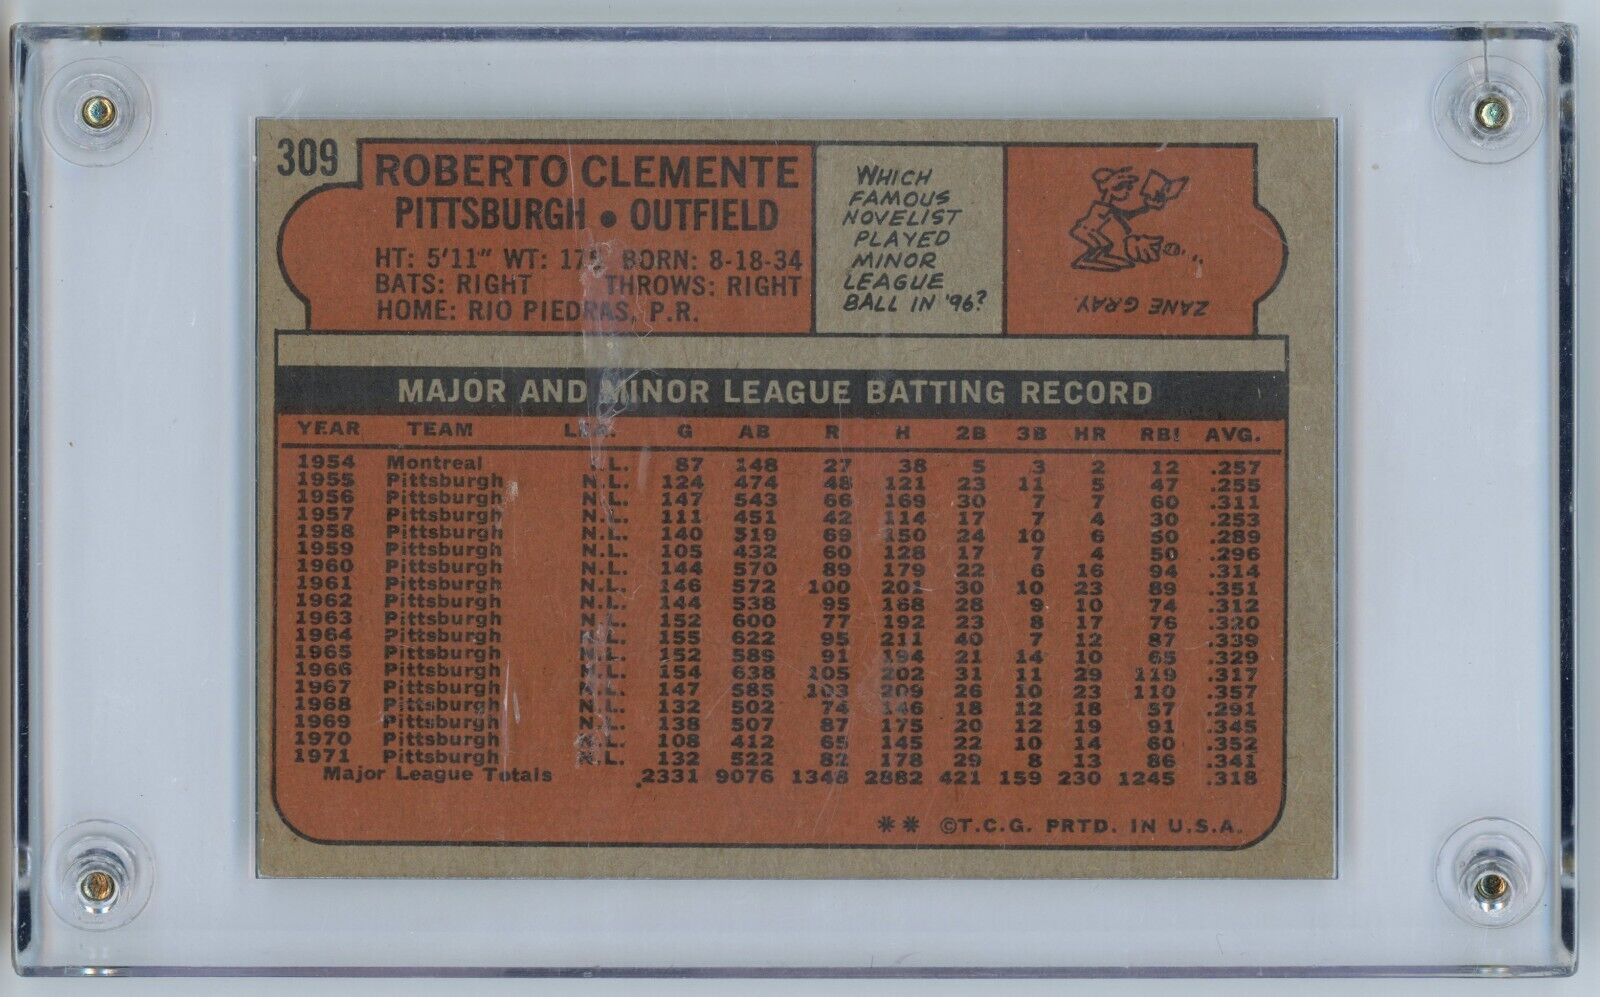 309
ROBERTO CLEMENTE
PITTSBURGH • OUTFIELD
HT: 5'11" WT: 175 BORN: 8-18-34
BATS: RIGHT THROWS: RIGHT
HOME: RIO PIEDRAS, P.R.
WHICH
FAMOUS
NOVELIST
PLAYED
MINOR
LEAGUE
BALL IN '96?
ZANE GRAY.
MAJOR AND MINOR LEAGUE BATTING RECORD
YEAR TEAM LEA. G AB R H 2B 3B HR RBI AVG.
1954 Montreal I.L. 87 148 27 38 5 3 2 12 .257
1955 Pittsburgh N.L. 124 474 48 121 23 11 5 47 .255
1956 Pittsburgh N.L. 147 543 66 169 30 7 7 60 .311
1957 Pittsburgh N.L. 111 451 42 114 17 7 4 30 .253
1958 Pittsburgh N.L. 140 519 69 150 24 10 6 50 .289
1959 Pittsburgh N.L. 105 432 60 128 17 7 4 50 .296
1960 Pittsburgh N.L. 144 570 89 179 22 6 16 94 .314
1961 Pittsburgh N.L. 146 572 100 201 30 10 23 89 .351
1962 Pittsburgh N.L. 144 538 95 168 28 9 10 74 .312
1963 Pittsburgh N.L. 152 600 77 192 23 8 17 76 .320
1964 Pittsburgh N.L. 155 622 95 211 40 7 12 87 .339
1965 Pittsburgh N.L. 152 589 91 194 21 14 10 65 .329
1966 Pittsburgh N.L. 154 638 105 202 31 11 29 119 .317
1967 Pittsburgh N.L. 147 585 103 209 26 10 23 110 .357
1968 Pittsburgh N.L. 132 502 74 146 18 12 18 57 .291
1969 Pittsburgh N.L. 138 507 87 175 20 12 19 91 .345
1970 Pittsburgh N.L. 108 412 65 145 22 10 14 60 .352
1971 Pittsburgh N.L. 132 522 82 178 29 8 13 86 .341
Major League Totals 2331 9076 1348 2882 421 159 230 1245 .318
** ©T.C.G. PRTD. IN U.S.A.